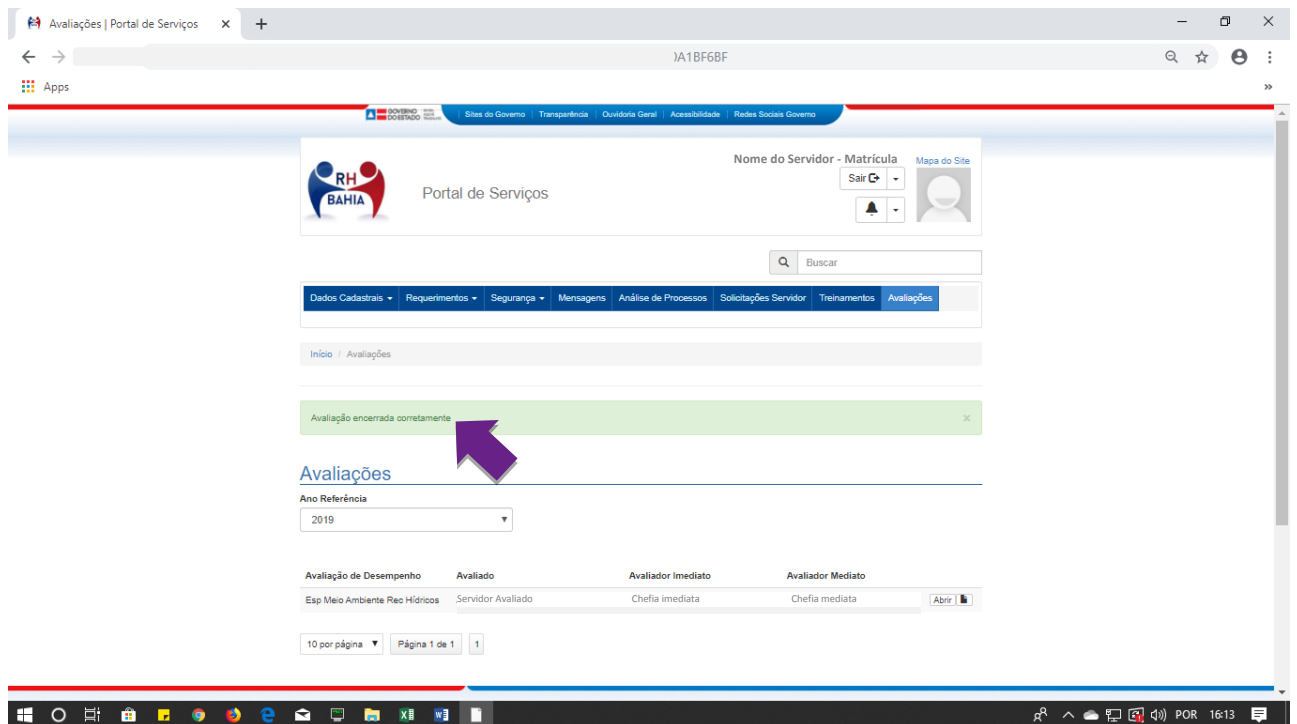 Avaliações | Portal de Serviços
)A1BF6BF
Apps
GOVERNO DO ESTADO
Sites do Governo Transparência Ouvidoria Geral Acessibilidade Redes Sociais Governo
RH BAHIA
Portal de Serviços
Nome do Servidor - Matrícula
Mapa do Site
Sair
Buscar
Dados Cadastrais Requerimentos Segurança Mensagens Análise de Processos Solicitações Servidor Treinamentos Avaliações
Início / Avaliações
Avaliação encerrada corretamente
Avaliações
Ano Referência
2019
Avaliação de Desempenho Avaliado Avaliador Imediato Avaliador Mediato
Esp Meio Ambiente Rec Hídricos Servidor Avaliado Chefia imediata Chefia mediata Abrir
10 por página Página 1 de 1 1
POR 16:13